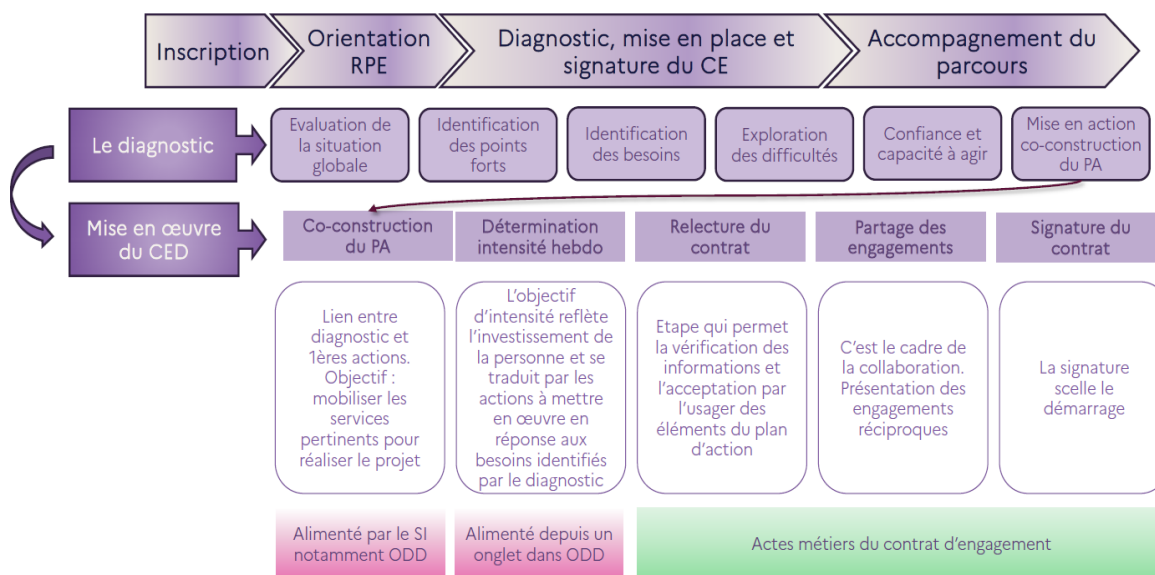 Inscription
Orientation
RPE
Diagnostic, mise en place et
signature du CE
Accompagnement du
parcours
Le diagnostic
Evaluation de
la situation
globale
Identification
des points
forts
Identification
des besoins
Exploration
des difficultés
Confiance et
capacité à agir
Mise en action
co-construction
du PA
Mise en œuvre
du CED
Co-construction
du PA
Détermination
intensité hebdo
Relecture du
contrat
Partage des
engagements
Signature du
contrat
Lien entre
diagnostic et
1ères actions.
Objectif :
mobiliser les
services
pertinents pour
réaliser le projet
L'objectif
d'intensité reflète
l'investissement de
la personne et se
traduit par les
actions à mettre
en œuvre en
réponse aux
besoins identifiés
par le diagnostic
Etape qui permet
la vérification des
informations et
l'acceptation par
l'usager des
éléments du plan
d'action
C'est le cadre de
la collaboration.
Présentation des
engagements
réciproques
La signature
scelle le
démarrage
Alimenté par le SI
notamment ODD
Alimenté depuis un
onglet dans ODD
Actes métiers du contrat d'engagement